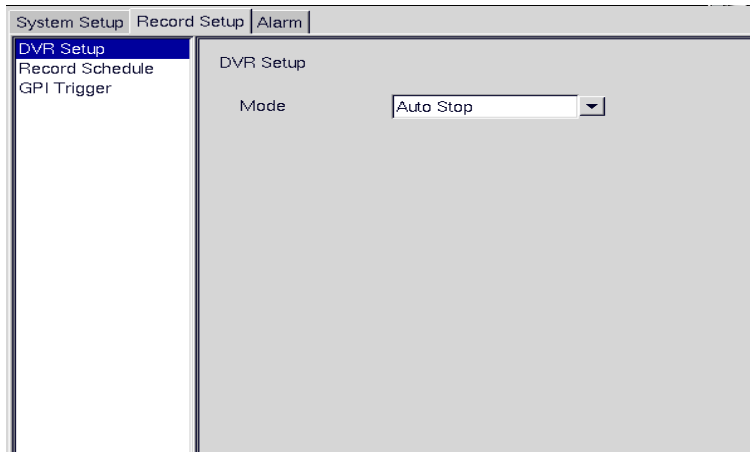 System Setup Record Setup Alarm
DVR Setup
Record Schedule
GPI Trigger
DVR Setup
Mode Auto Stop